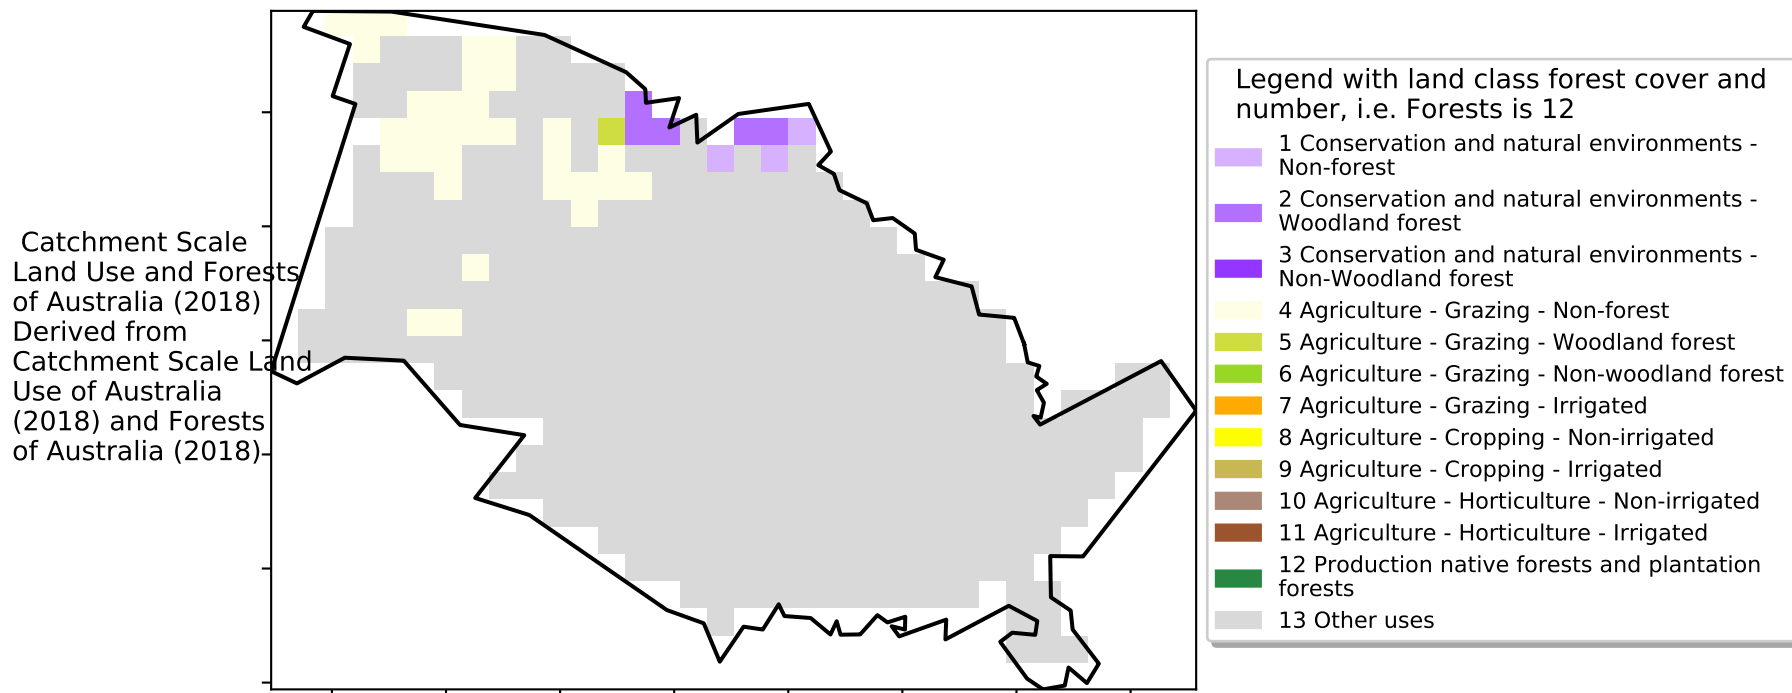 Catchment Scale
Land Use and Forests
of Australia (2018)
Derived from
Catchment Scale Land
Use of Australia
(2018) and Forests
of Australia (2018)
Legend with land class forest cover and
number, i.e. Forests is 12
1 Conservation and natural environments -
Non-forest
2 Conservation and natural environments -
Woodland forest
3 Conservation and natural environments -
Non-Woodland forest
4 Agriculture - Grazing - Non-forest
5 Agriculture - Grazing - Woodland forest
6 Agriculture - Grazing - Non-woodland forest
7 Agriculture - Grazing - Irrigated
8 Agriculture - Cropping - Non-irrigated
9 Agriculture - Cropping - Irrigated
10 Agriculture - Horticulture - Non-irrigated
11 Agriculture - Horticulture - Irrigated
12 Production native forests and plantation
forests
13 Other uses